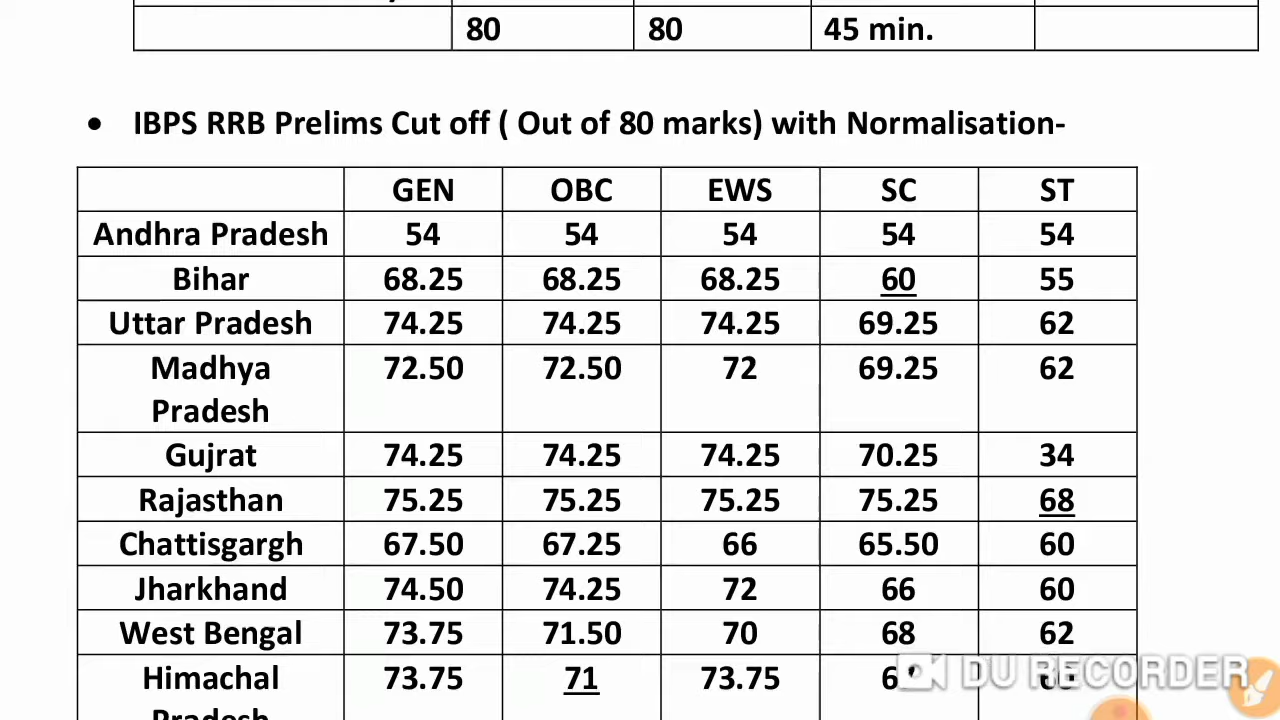 80 80 45 min.
• IBPS RRB Prelims Cut off ( Out of 80 marks) with Normalisation-
GEN OBC EWS SC ST
Andhra Pradesh 54 54 54 54 54
Bihar 68.25 68.25 68.25 60 55
Uttar Pradesh 74.25 74.25 74.25 69.25 62
Madhya 72.50 72.50 72 69.25 62
Pradesh
Gujrat 74.25 74.25 74.25 70.25 34
Rajasthan 75.25 75.25 75.25 75.25 68
Chattisgargh 67.50 67.25 66 65.50 60
Jharkhand 74.50 74.25 72 66 60
West Bengal 73.75 71.50 70 68 62
Himachal 73.75 71 73.75
Pradesh
DU RECORDER